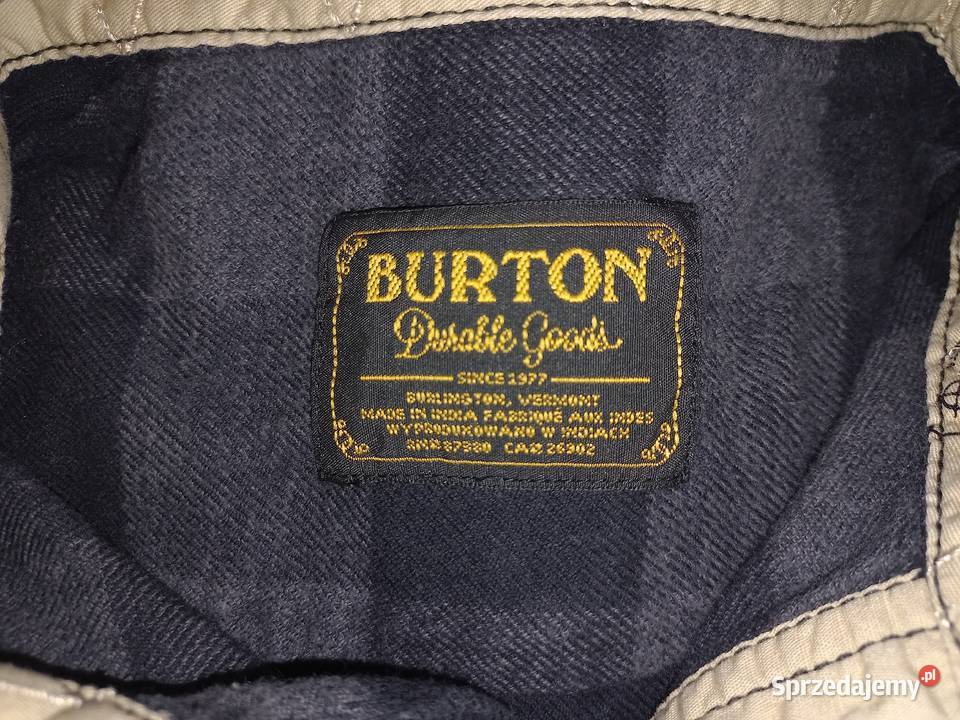 BURTON
Durable Goods
SINCE 1977
BURLINGTON, VERMONT
MADE IN INDIA FABRIQUÉ AUX INDES
WYPRODUKOWANO W INDIACH
RN# 87380 CA# 26902
Sprzedajemy.pl